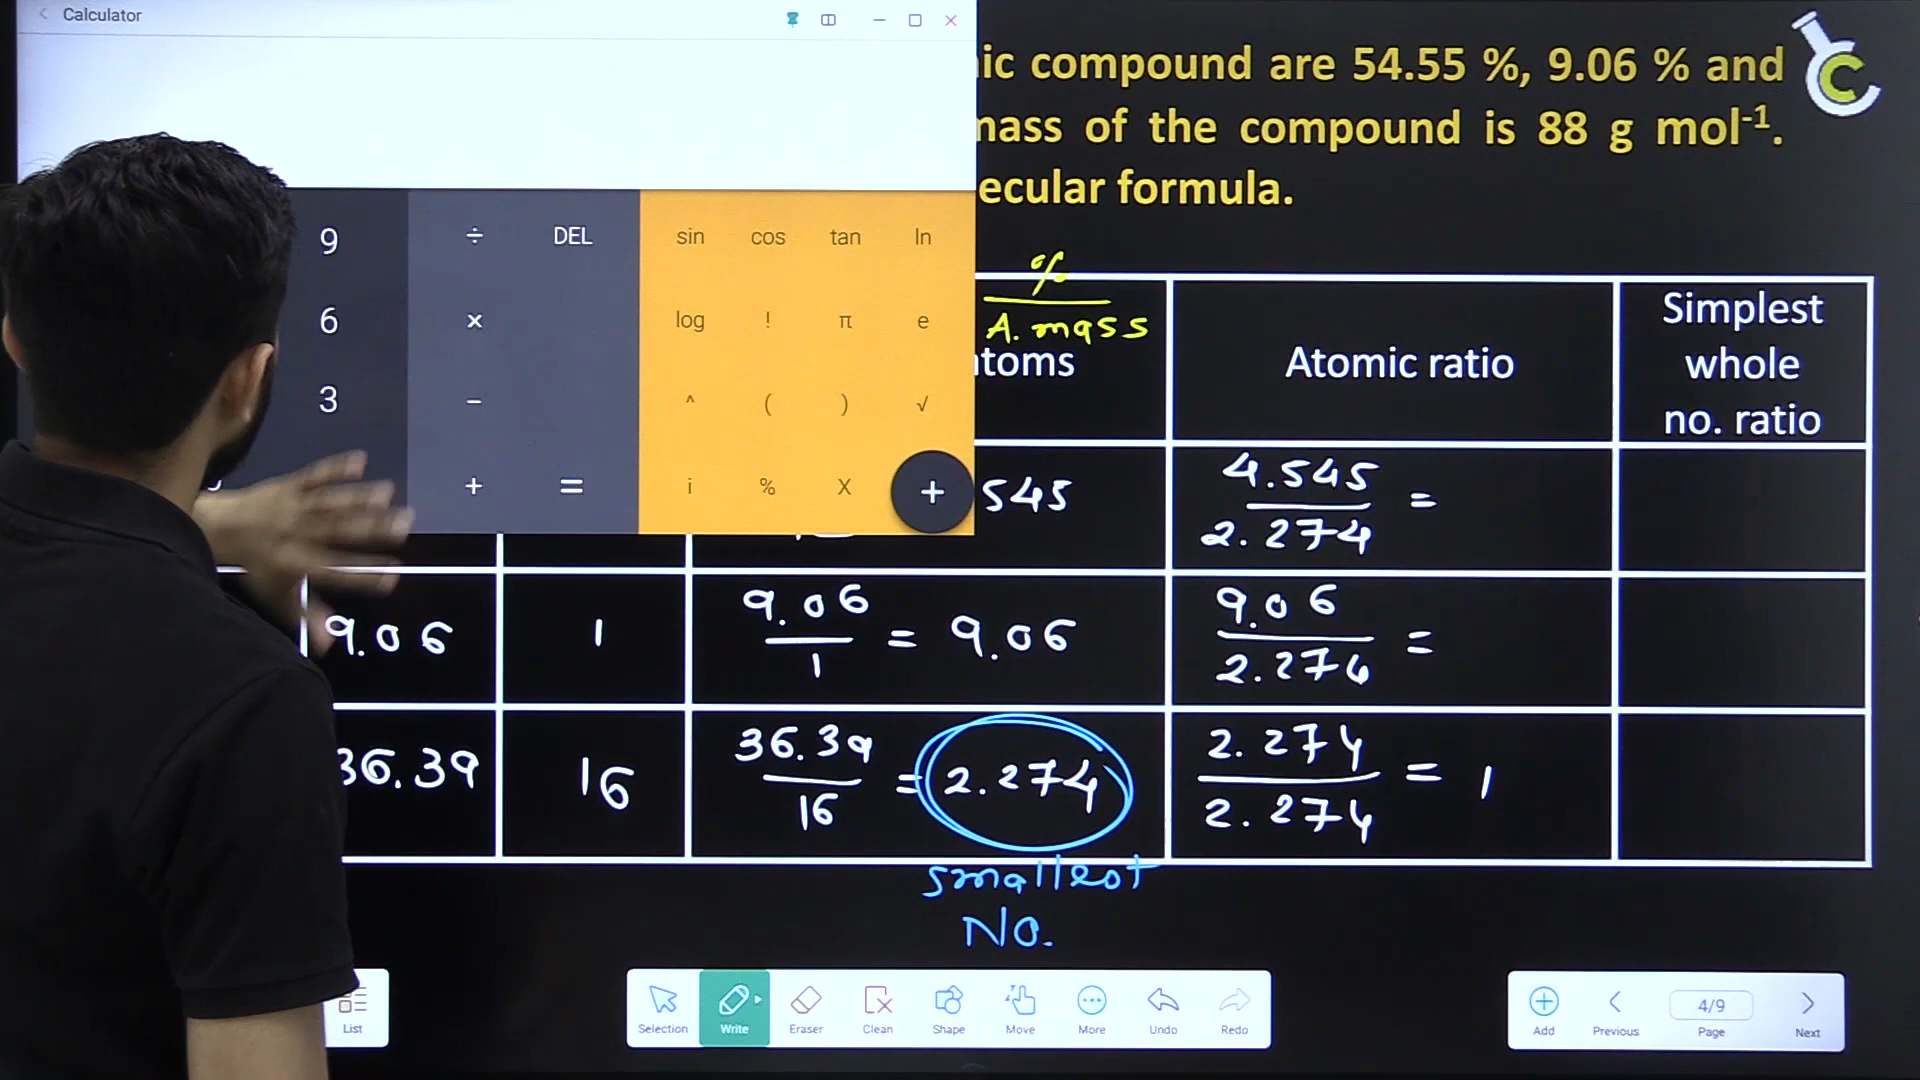 Calculator
ic compound are 54.55 %, 9.06 % and
mass of the compound is 88 g mol-1.
ecular formula.
C
9 ÷ DEL sin cos tan ln
6 × log ! π e
3 − ^ ( ) √
+ = i % X +
%
A. mass
toms
Atomic ratio
Simplest
whole
no. ratio
545
4.545
2.274 =
9.06
1
9.06
1 = 9.06
9.06
2.274 =
36.39
16
36.39
16 = 2.274
2.274
2.274 = 1
smallest
No.
List
Selection Write Eraser Clean Shape Move More Undo Redo
Add Previous 4/9 Page Next